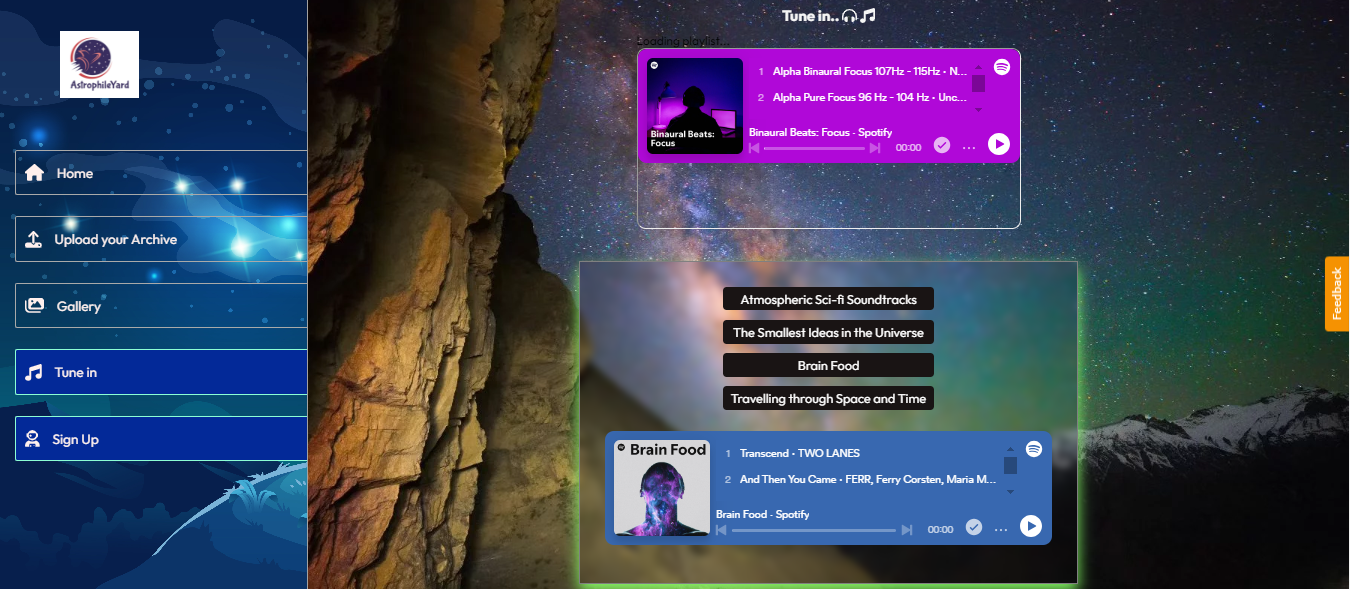 AstrophileYard
Home
Upload your Archive
Gallery
Tune in
Sign Up
Tune in..
Loading playlist...
Binaural Beats:
Focus
1 Alpha Binaural Focus 107Hz - 115Hz • N...
2 Alpha Pure Focus 96 Hz - 104 Hz • Unc...
Binaural Beats: Focus - Spotify
00:00
Feedback
Atmospheric Sci-fi Soundtracks
The Smallest Ideas in the Universe
Brain Food
Travelling through Space and Time
Brain Food
1 Transcend • TWO LANES
2 And Then You Came • FERR, Ferry Corsten, Maria M...
Brain Food - Spotify
00:00